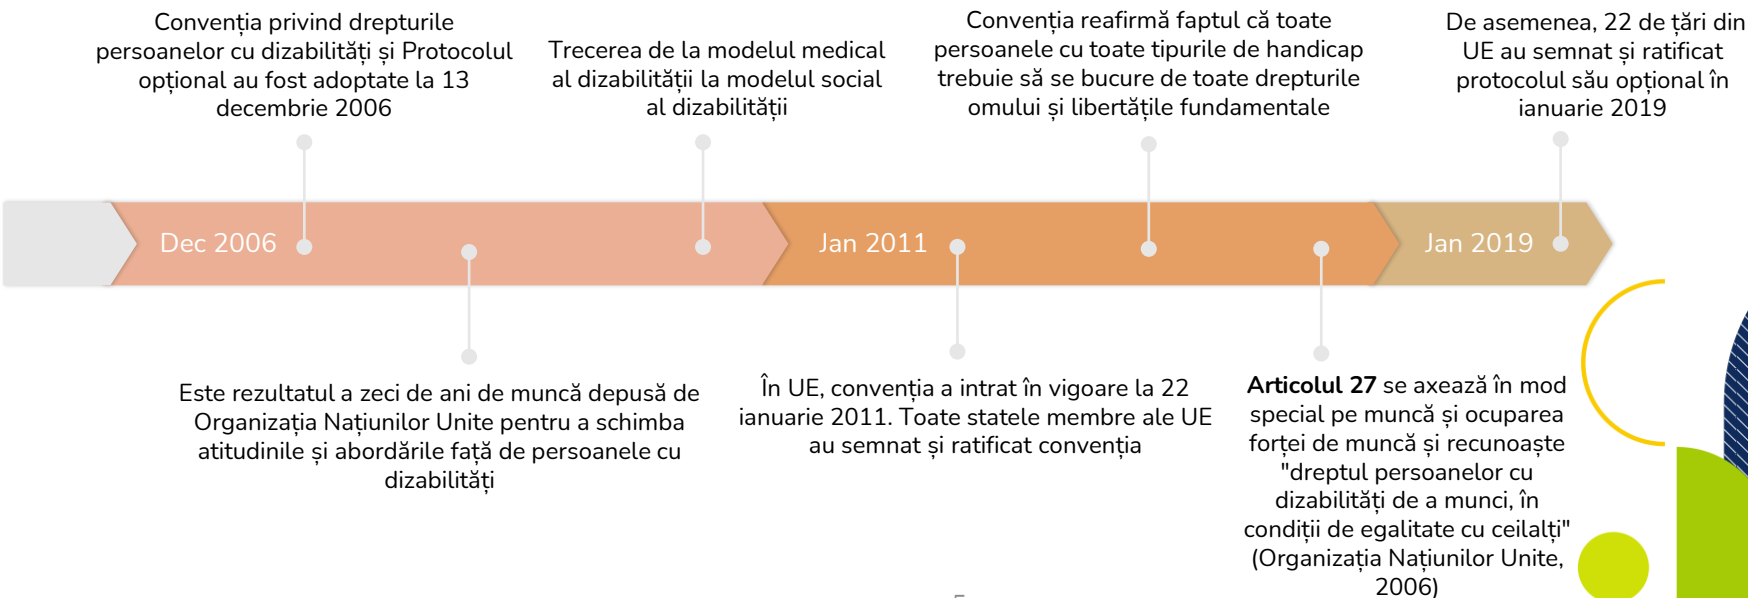 Convenția privind drepturile
persoanelor cu dizabilități și Protocolul
opțional au fost adoptate la 13
decembrie 2006
Trecerea de la modelul medical
al dizabilității la modelul social
al dizabilității
Convenția reafirmă faptul că toate
persoanele cu toate tipurile de handicap
trebuie să se bucure de toate drepturile
omului și libertățile fundamentale
De asemenea, 22 de țări din
UE au semnat și ratificat
protocolul său opțional în
ianuarie 2019
Dec 2006
Jan 2011
Jan 2019
Este rezultatul a zeci de ani de muncă depusă de
Organizația Națiunilor Unite pentru a schimba
atitudinile și abordările față de persoanele cu
dizabilități
În UE, convenția a intrat în vigoare la 22
ianuarie 2011. Toate statele membre ale UE
au semnat și ratificat convenția
Articolul 27 se axează în mod
special pe muncă și ocuparea
forței de muncă și recunoaște
"dreptul persoanelor cu
dizabilități de a munci, în
condiții de egalitate cu ceilalți"
(Organizația Națiunilor Unite,
2006)